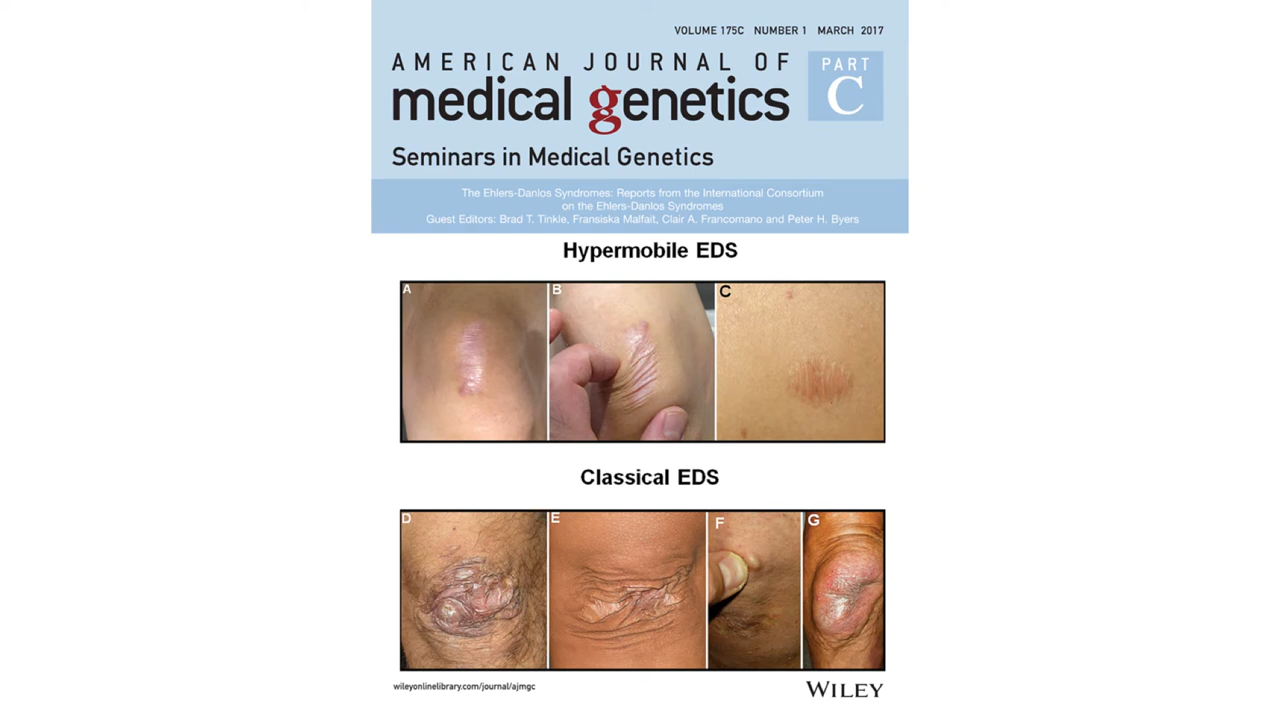 VOLUME 175C NUMBER 1 MARCH 2017
AMERICAN JOURNAL OF
medical genetics
PART
C
Seminars in Medical Genetics
The Ehlers-Danlos Syndromes: Reports from the International Consortium
on the Ehlers-Danlos Syndromes
Guest Editors: Brad T. Tinkle, Fransiska Malfait, Clair A. Francomano and Peter H. Byers
Hypermobile EDS
A B C
Classical EDS
D E F G
wileyonlinelibrary.com/journal/ajmgc
WILEY